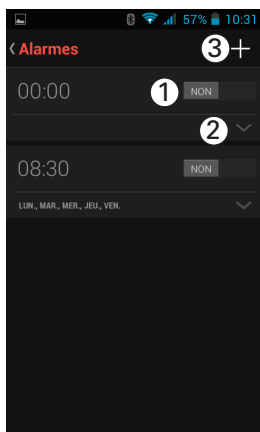 57% 10:31
Alarmes 3
00:00 1 NON
2
08:30 NON
LUN., MAR., MER., JEU., VEN.